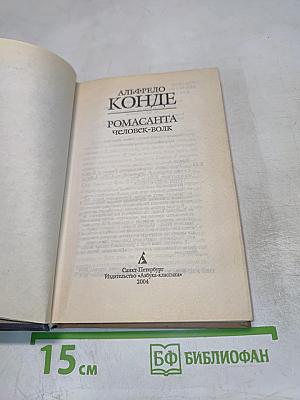 АЛЬФРЕДО
КОНДЕ
РОМАСАНТА
ЧЕЛОВЕК-ВОЛК
Санкт-Петербург
Издательство «Азбука-классика»
2004
15 см
БФ БИБЛИОФАН